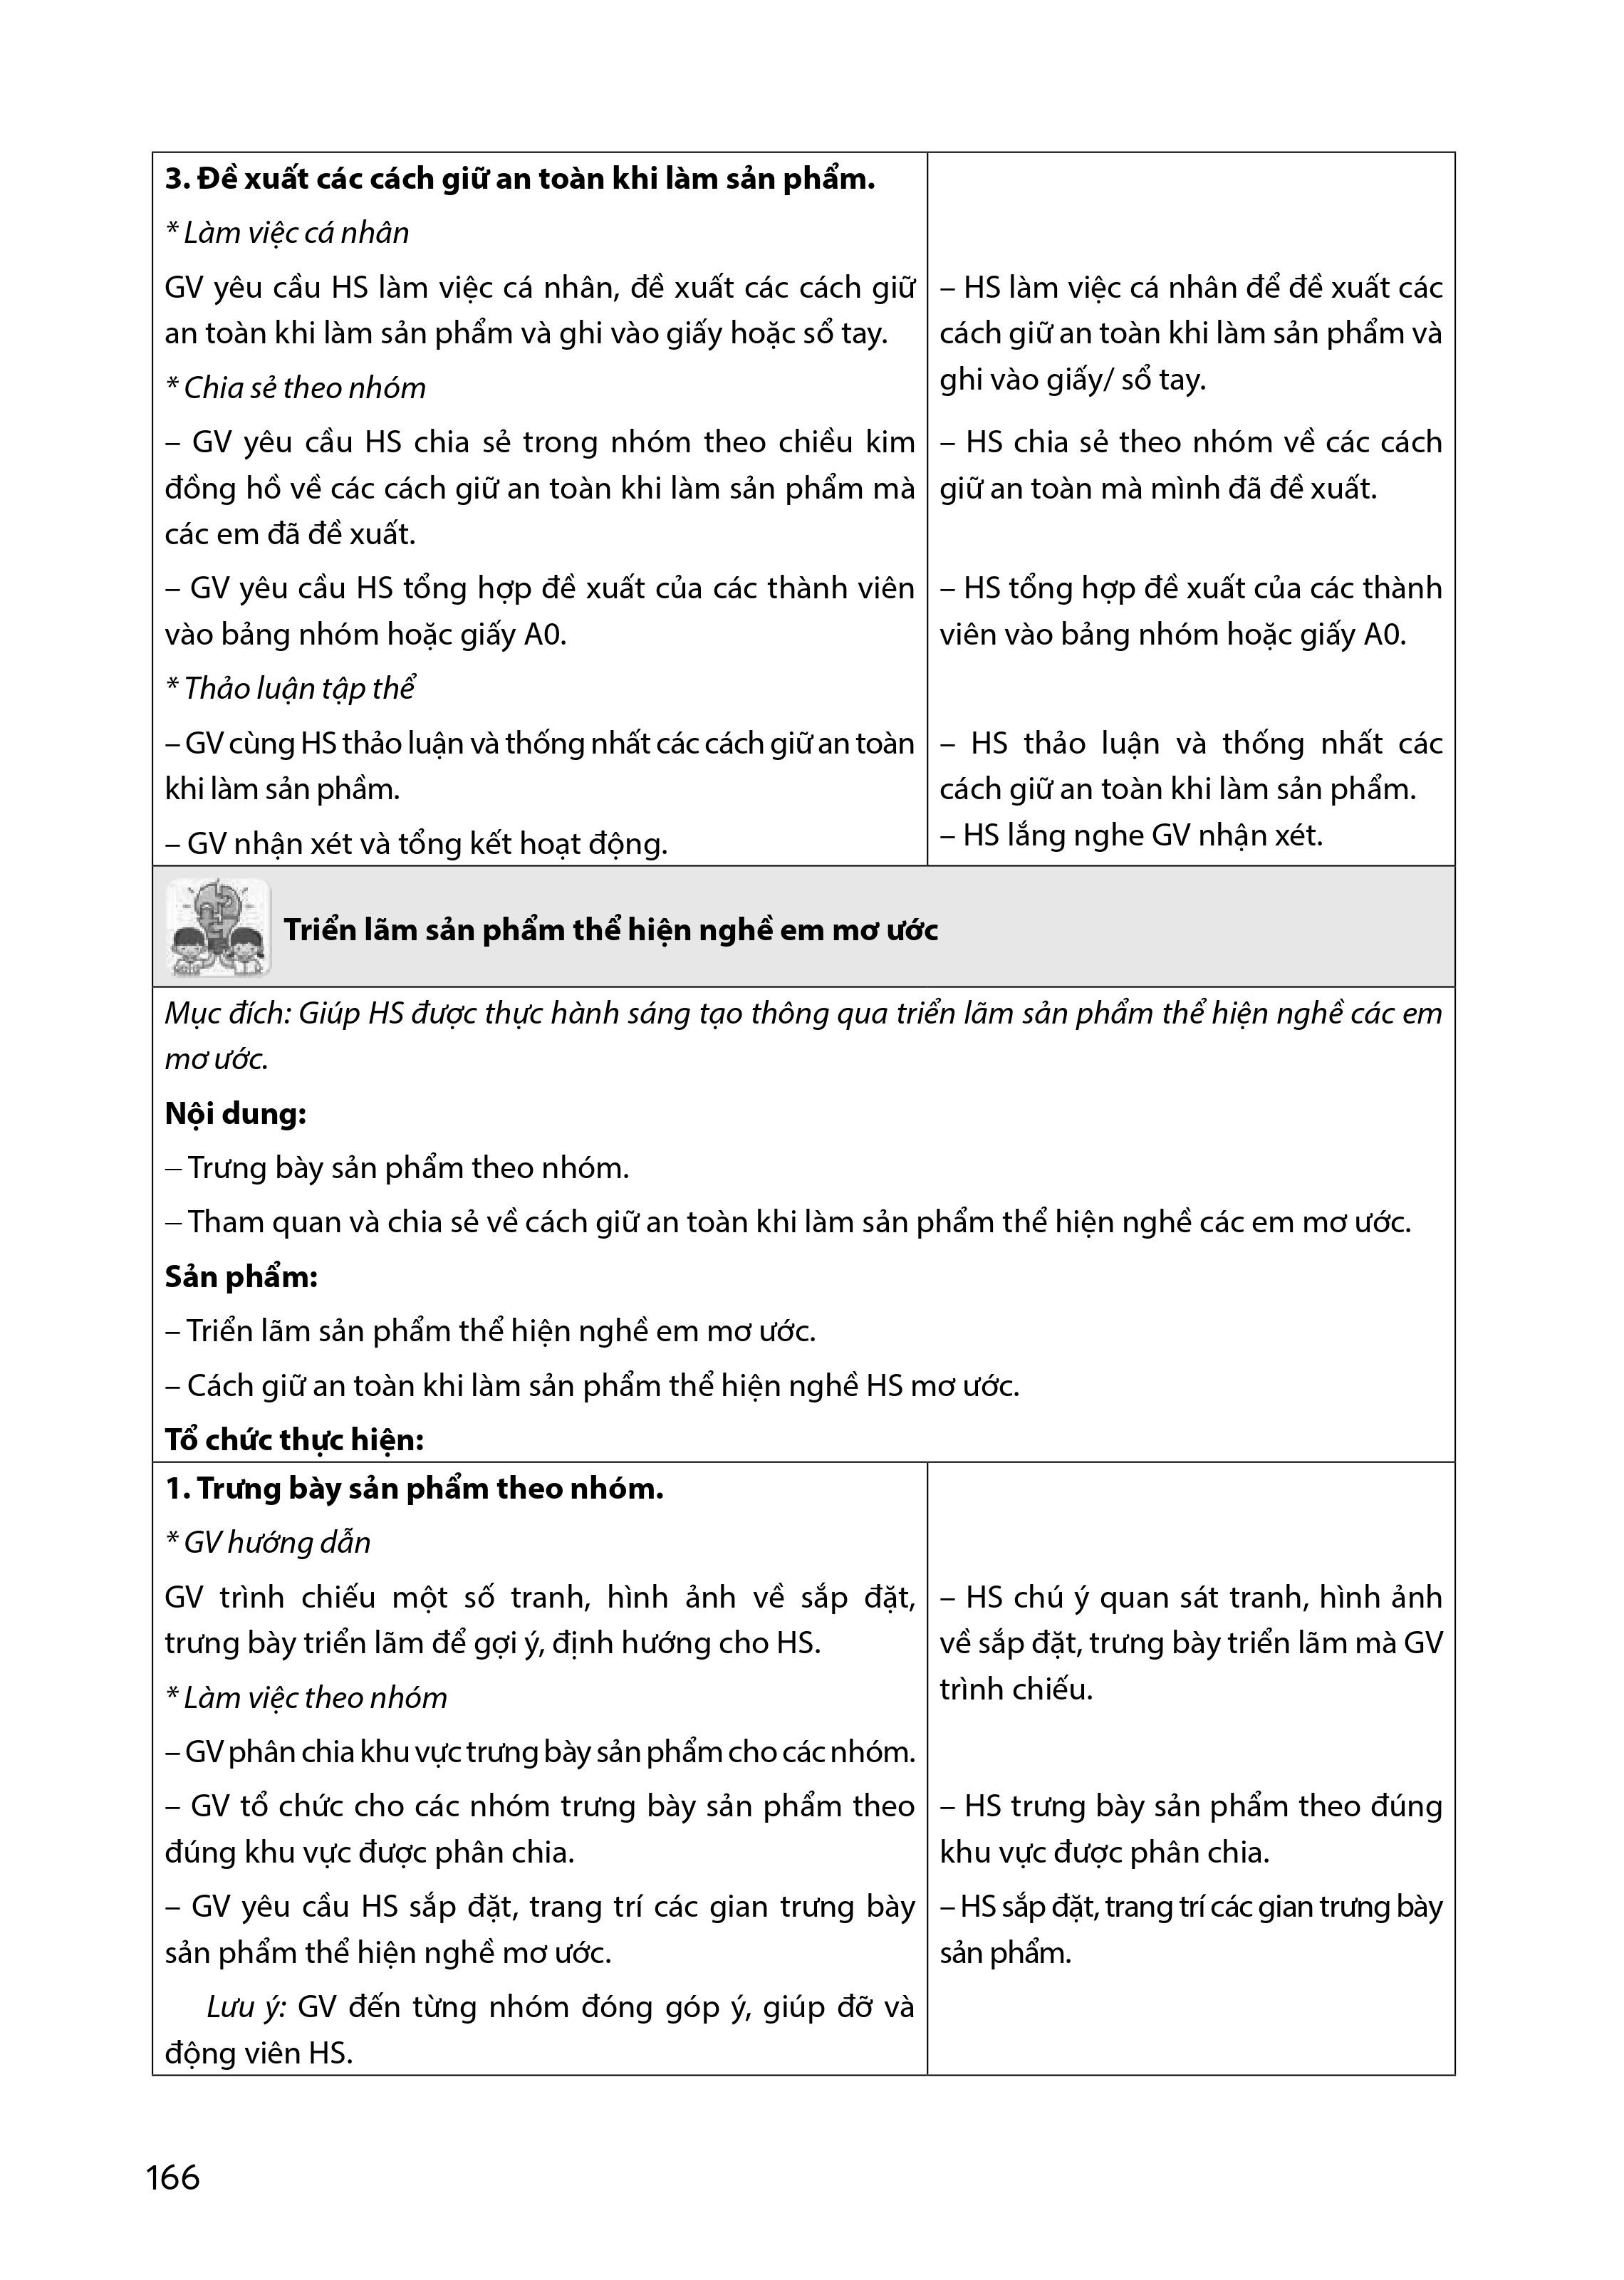 3. Đề xuất các cách giữ an toàn khi làm sản phẩm.
* Làm việc cá nhân
GV yêu cầu HS làm việc cá nhân, đề xuất các cách giữ
an toàn khi làm sản phẩm và ghi vào giấy hoặc sổ tay.
* Chia sẻ theo nhóm
– GV yêu cầu HS chia sẻ trong nhóm theo chiều kim
đồng hồ về các cách giữ an toàn khi làm sản phẩm mà
các em đã đề xuất.
– GV yêu cầu HS tổng hợp đề xuất của các thành viên
vào bảng nhóm hoặc giấy A0.
* Thảo luận tập thể
– GV cùng HS thảo luận và thống nhất các cách giữ an toàn
khi làm sản phầm.
– GV nhận xét và tổng kết hoạt động.
– HS làm việc cá nhân để đề xuất các
cách giữ an toàn khi làm sản phẩm và
ghi vào giấy/ sổ tay.
– HS chia sẻ theo nhóm về các cách
giữ an toàn mà mình đã đề xuất.
– HS tổng hợp đề xuất của các thành
viên vào bảng nhóm hoặc giấy A0.
– HS thảo luận và thống nhất các
cách giữ an toàn khi làm sản phẩm.
– HS lắng nghe GV nhận xét.
Triển lãm sản phẩm thể hiện nghề em mơ ước
Mục đích: Giúp HS được thực hành sáng tạo thông qua triển lãm sản phẩm thể hiện nghề các em
mơ ước.
Nội dung:
– Trưng bày sản phẩm theo nhóm.
– Tham quan và chia sẻ về cách giữ an toàn khi làm sản phẩm thể hiện nghề các em mơ ước.
Sản phẩm:
– Triển lãm sản phẩm thể hiện nghề em mơ ước.
– Cách giữ an toàn khi làm sản phẩm thể hiện nghề HS mơ ước.
Tổ chức thực hiện:
1. Trưng bày sản phẩm theo nhóm.
* GV hướng dẫn
GV trình chiếu một số tranh, hình ảnh về sắp đặt,
trưng bày triển lãm để gợi ý, định hướng cho HS.
* Làm việc theo nhóm
– GV phân chia khu vực trưng bày sản phẩm cho các nhóm.
– GV tổ chức cho các nhóm trưng bày sản phẩm theo
đúng khu vực được phân chia.
– GV yêu cầu HS sắp đặt, trang trí các gian trưng bày
sản phẩm thể hiện nghề mơ ước.
Lưu ý: GV đến từng nhóm đóng góp ý, giúp đỡ và
động viên HS.
– HS chú ý quan sát tranh, hình ảnh
về sắp đặt, trưng bày triển lãm mà GV
trình chiếu.
– HS trưng bày sản phẩm theo đúng
khu vực được phân chia.
– HS sắp đặt, trang trí các gian trưng bày
sản phẩm.
166